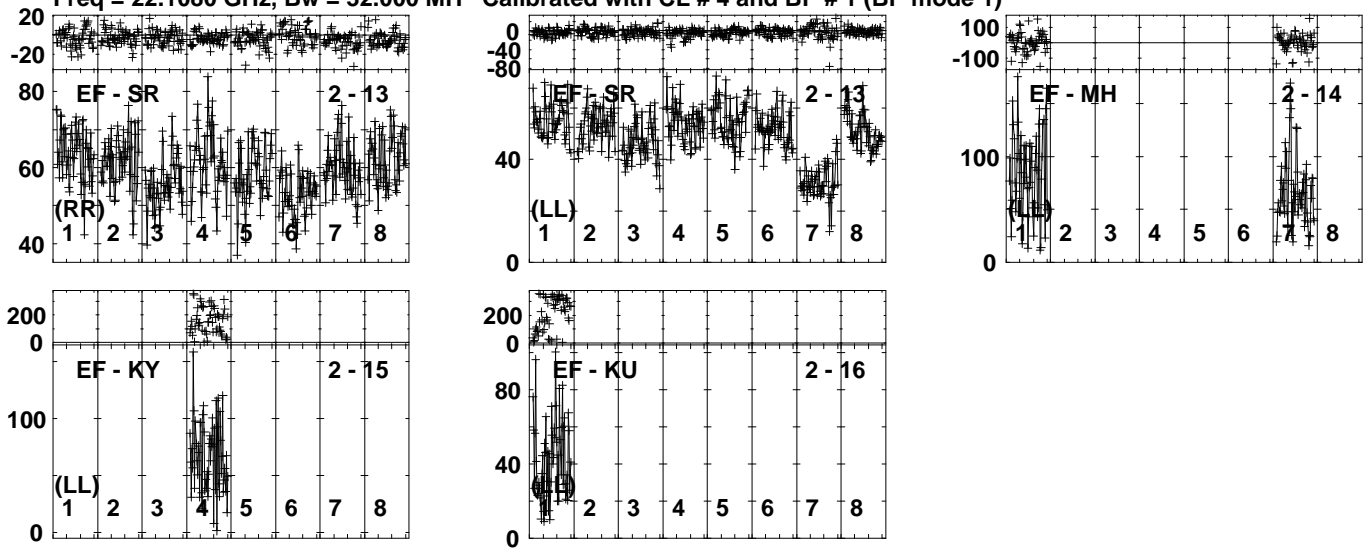 Freq = 22.1680 GHz, Bw = 32.000 MH Calibrated with CL # 4 and BP # 1 (BP mode 1)
20
-20
80
60
40
EF - SR 2 - 13
(RR)
1 2 3 4 5 6 7 8
0
-40
-80
80
40
0
EF - SR 2 - 13
(LL)
1 2 3 4 5 6 7 8
100
-100
100
0
EF - MH 2 - 14
(LL)
1 2 3 4 5 6 7 8
200
0
100
0
EF - KY 2 - 15
(LL)
1 2 3 4 5 6 7 8
200
0
80
40
0
EF - KU 2 - 16
(LL)
1 2 3 4 5 6 7 8